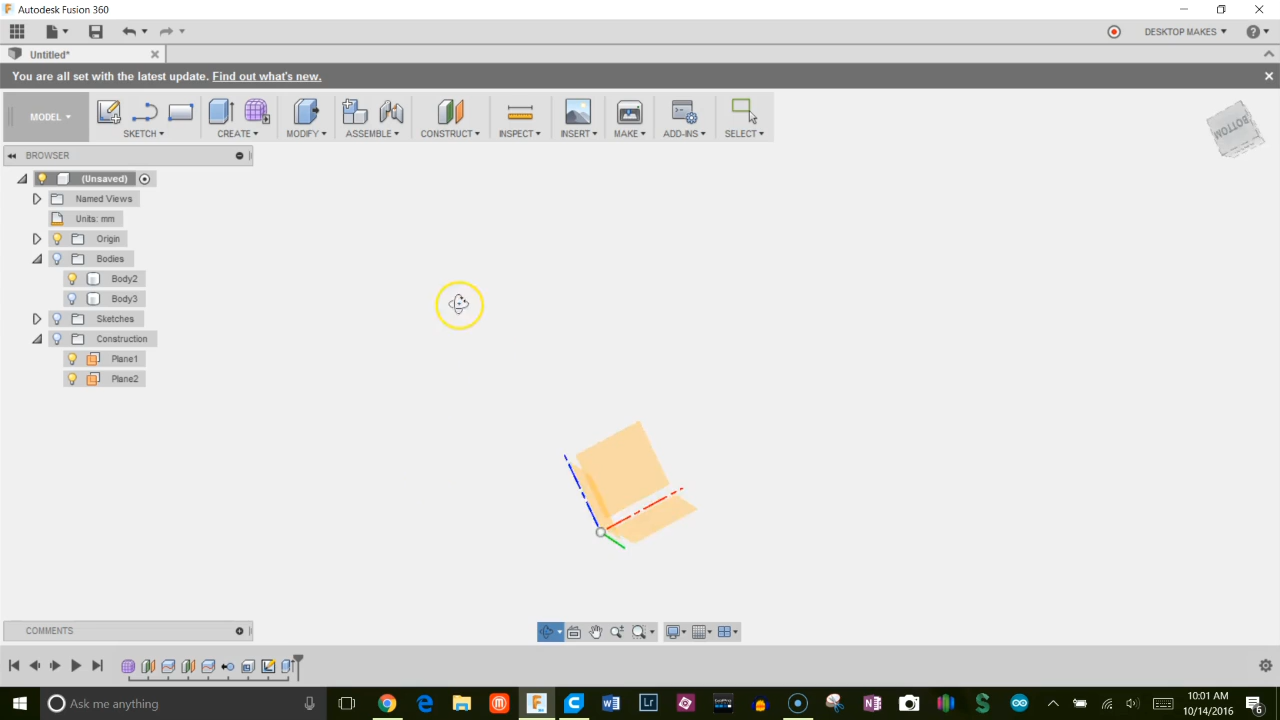 Autodesk Fusion 360
DESKTOP MAKES
Untitled*
You are all set with the latest update. Find out what's new.
MODEL
SKETCH
CREATE
MODIFY
ASSEMBLE
CONSTRUCT
INSPECT
INSERT
MAKE
ADD-INS
SELECT
BOTTOM
BROWSER
(Unsaved)
Named Views
Units: mm
Origin
Bodies
Body2
Body3
Sketches
Construction
Plane1
Plane2
COMMENTS
Ask me anything
10:01 AM
10/14/2016